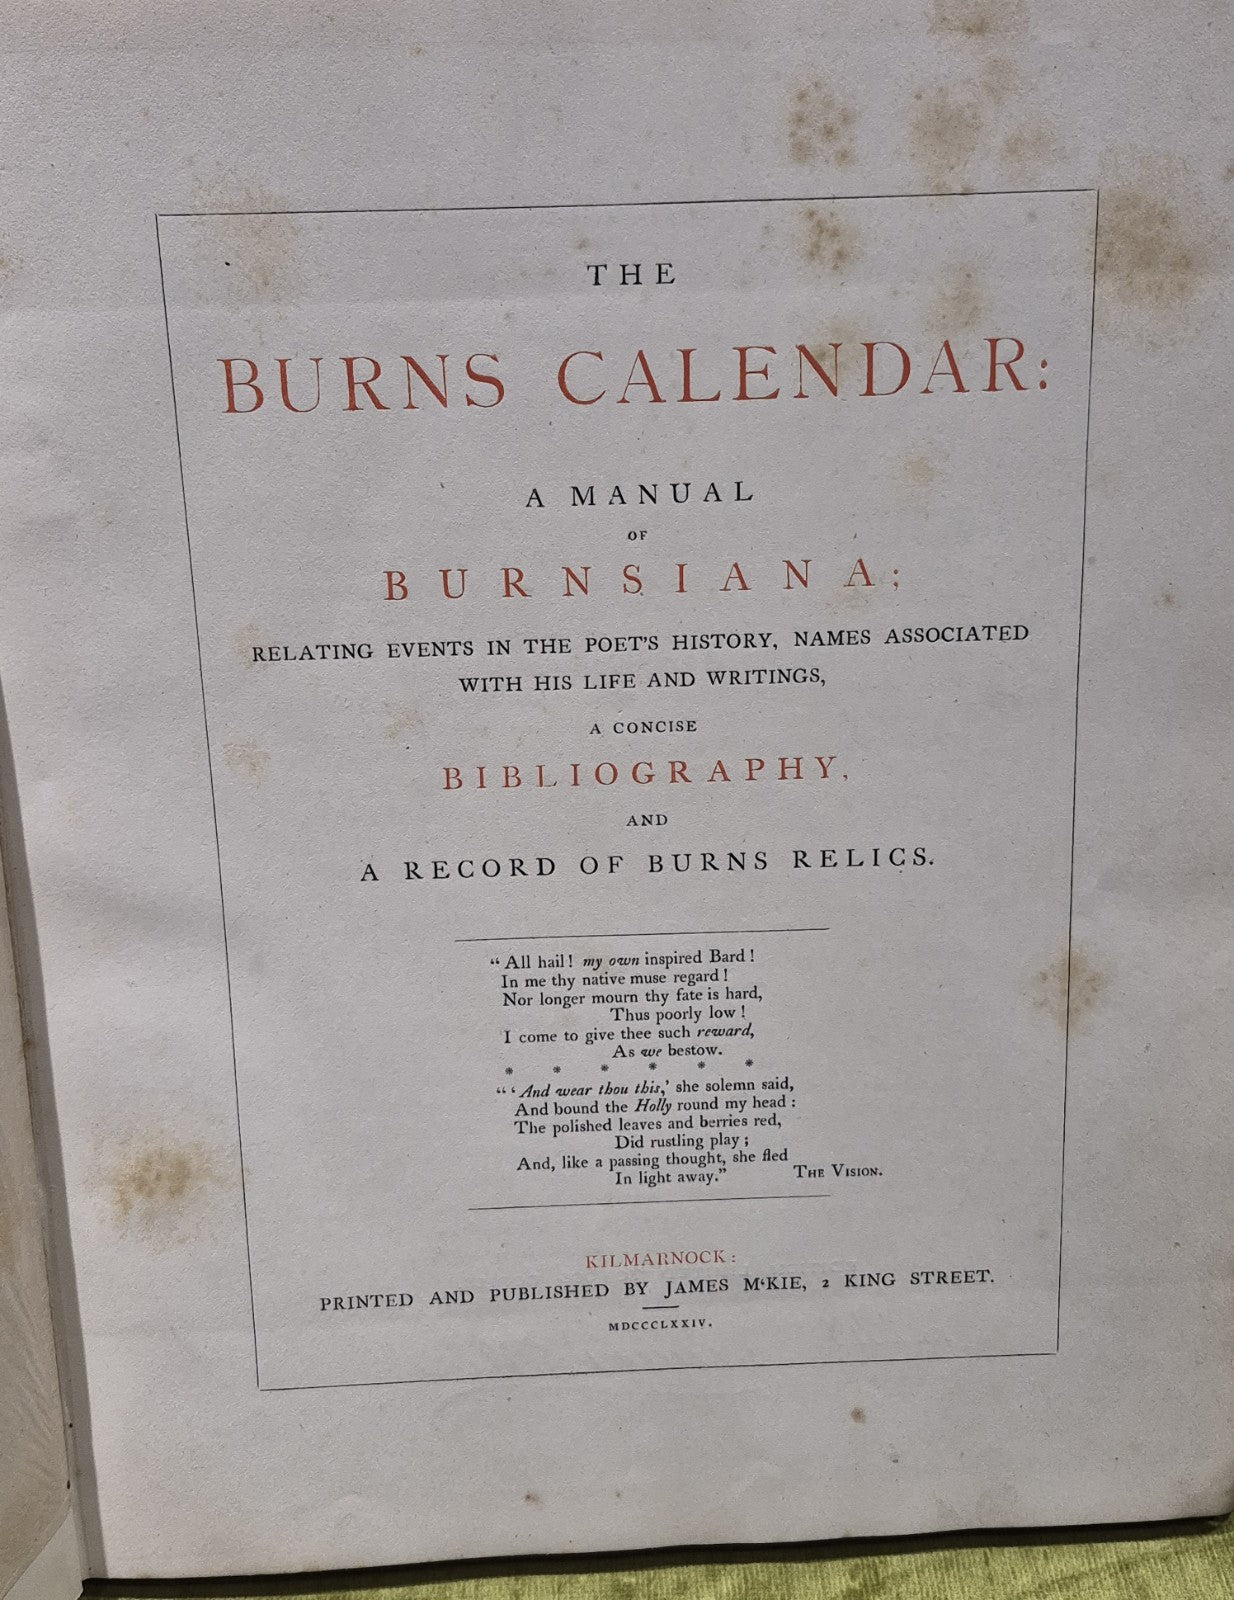 THE
BURNS CALENDAR:
A MANUAL
OF
BURNSIANA;
RELATING EVENTS IN THE POET'S HISTORY, NAMES ASSOCIATED
WITH HIS LIFE AND WRITINGS,
A CONCISE
BIBLIOGRAPHY,
AND
A RECORD OF BURNS RELICS.
“All hail! my own inspired Bard!
In me thy native muse regard!
Nor longer mourn thy fate is hard,
Thus poorly low!
I come to give thee such reward,
As we bestow.
* * * * * *
“‘And wear thou this,’ she solemn said,
And bound the Holly round my head:
The polished leaves and berries red,
Did rustling play;
And, like a passing thought, she fled
In light away.” THE VISION.
KILMARNOCK:
PRINTED AND PUBLISHED BY JAMES M‘KIE, 2 KING STREET.
MDCCCLXXIV.